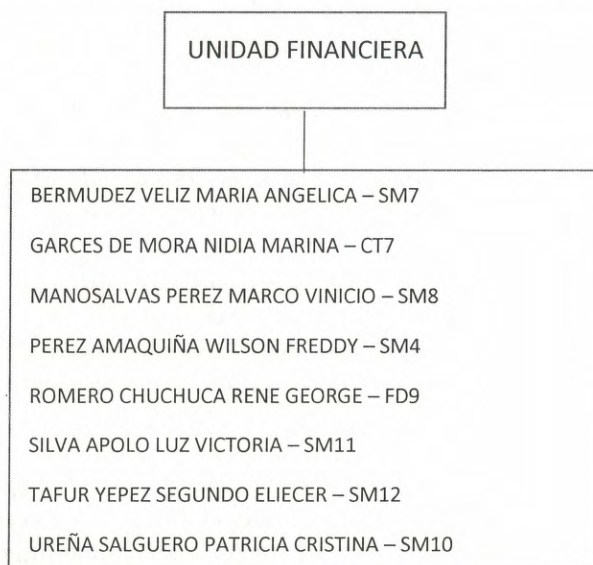 UNIDAD FINANCIERA
BERMUDEZ VELIZ MARIA ANGELICA – SM7
GARCES DE MORA NIDIA MARINA – CT7
MANOSALVAS PEREZ MARCO VINICIO – SM8
PEREZ AMAQUIÑA WILSON FREDDY – SM4
ROMERO CHUCHUCA RENE GEORGE – FD9
SILVA APOLO LUZ VICTORIA – SM11
TAFUR YEPEZ SEGUNDO ELIECER – SM12
UREÑA SALGUERO PATRICIA CRISTINA – SM10